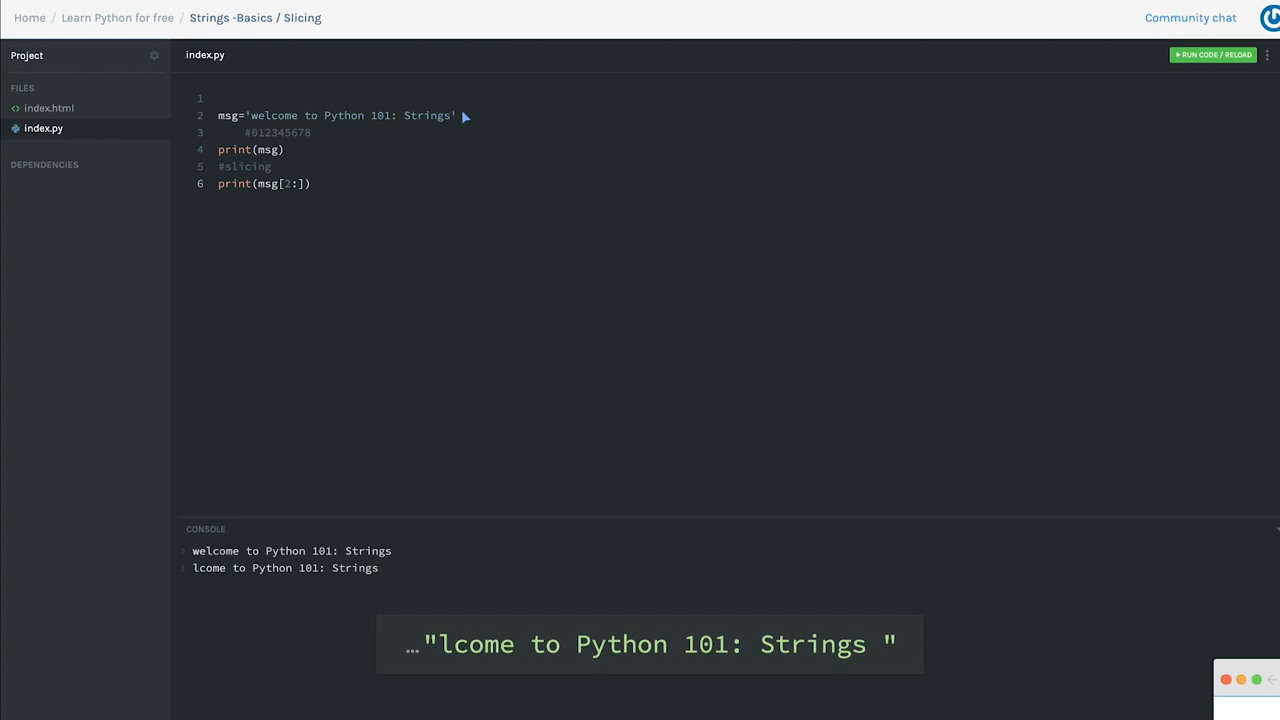 Home / Learn Python for free / Strings -Basics / Slicing
Community chat
Project
index.py
RUN CODE / RELOAD
FILES
<> index.html
index.py
DEPENDENCIES
1
2 msg='welcome to Python 101: Strings'
3 #012345678
4 print(msg)
5 #slicing
6 print(msg[2:])
CONSOLE
> welcome to Python 101: Strings
> lcome to Python 101: Strings
…"lcome to Python 101: Strings "